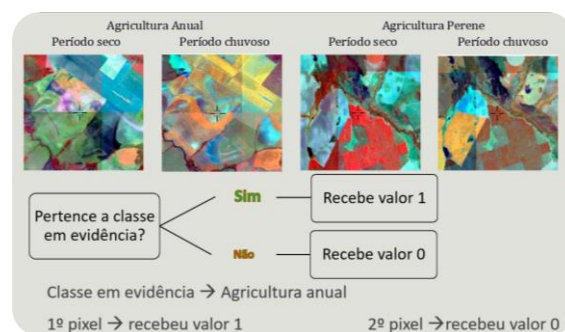 Agricultura Anual
Período seco Período chuvoso
Agricultura Perene
Período seco Período chuvoso
Pertence a classe
em evidência?
Sim
Recebe valor 1
Não
Recebe valor 0
Classe em evidência → Agricultura anual
1º pixel → recebeu valor 1
2º pixel →recebeu valor 0